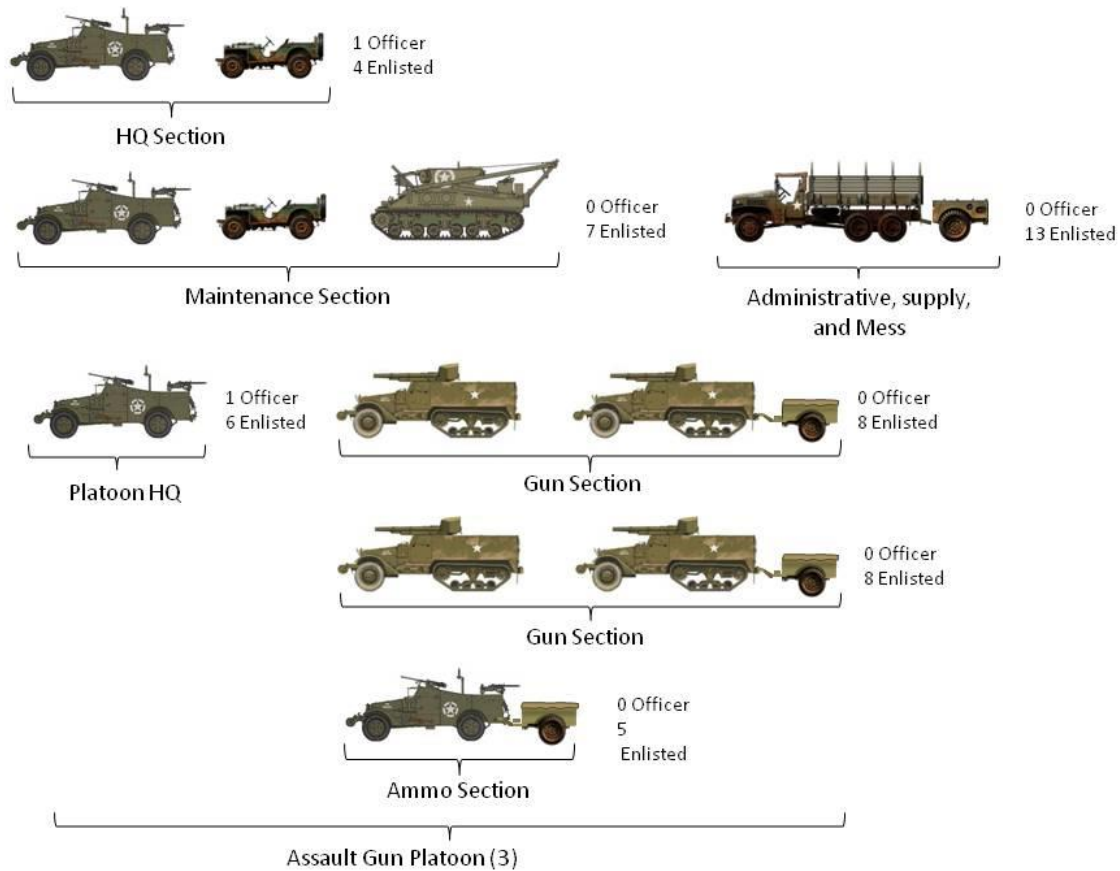 1 Officer
4 Enlisted
HQ Section
0 Officer
7 Enlisted
Maintenance Section
0 Officer
13 Enlisted
Administrative, supply,
and Mess
1 Officer
6 Enlisted
Platoon HQ
0 Officer
8 Enlisted
Gun Section
0 Officer
8 Enlisted
Gun Section
0 Officer
5
Enlisted
Ammo Section
Assault Gun Platoon (3)